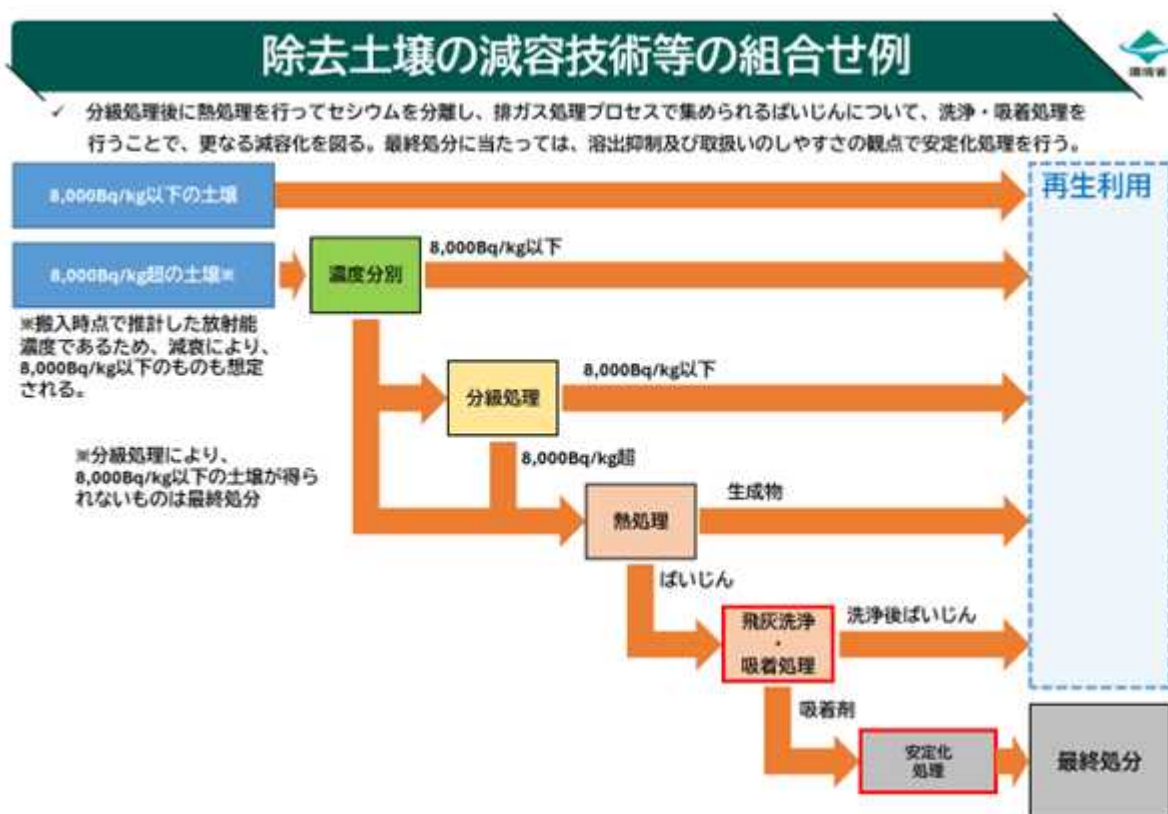 除去土壌の減容技術等の組合せ例
環境省
✓ 分級処理後に熱処理を行ってセシウムを分離し、排ガス処理プロセスで集められるばいじんについて、洗浄・吸着処理を
行うことで、更なる減容化を図る。最終処分に当たっては、溶出抑制及び取扱いのしやすさの観点で安定化処理を行う。
8,000Bq/kg以下の土壌
再生利用
8,000Bq/kg超の土壌※
濃度分別
8,000Bq/kg以下
※搬入時点で推計した放射能
濃度であるため、減衰により、
8,000Bq/kg以下のものも想定
される。
分級処理
8,000Bq/kg以下
※分級処理により、
8,000Bq/kg以下の土壌が得ら
れないものは最終処分
8,000Bq/kg超
熱処理
生成物
ばいじん
飛灰洗浄
・
吸着処理
洗浄後ばいじん
吸着剤
安定化
処理
最終処分